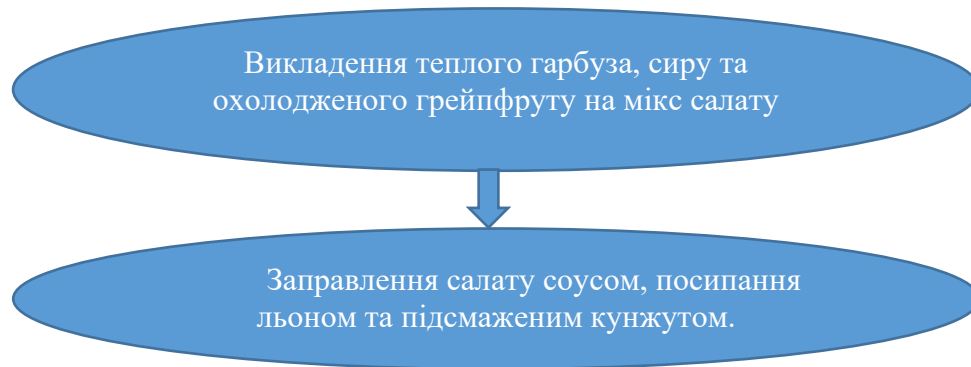 Викладення теплого гарбуза, сиру та
охолодженого грейпфруту на мікс салату
Заправлення салату соусом, посипання
льоном та підсмаженим кунжутом.